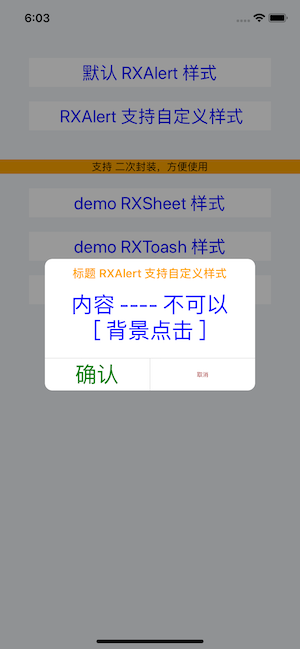 6:03
默认 RXAlert 样式
RXAlert 支持自定义样式
支持 二次封装，方便使用
demo RXSheet 样式
demo RXToash 样式
标题 RXAlert 支持自定义样式
内容 ---- 不可以
[ 背景点击 ]
确认
取消